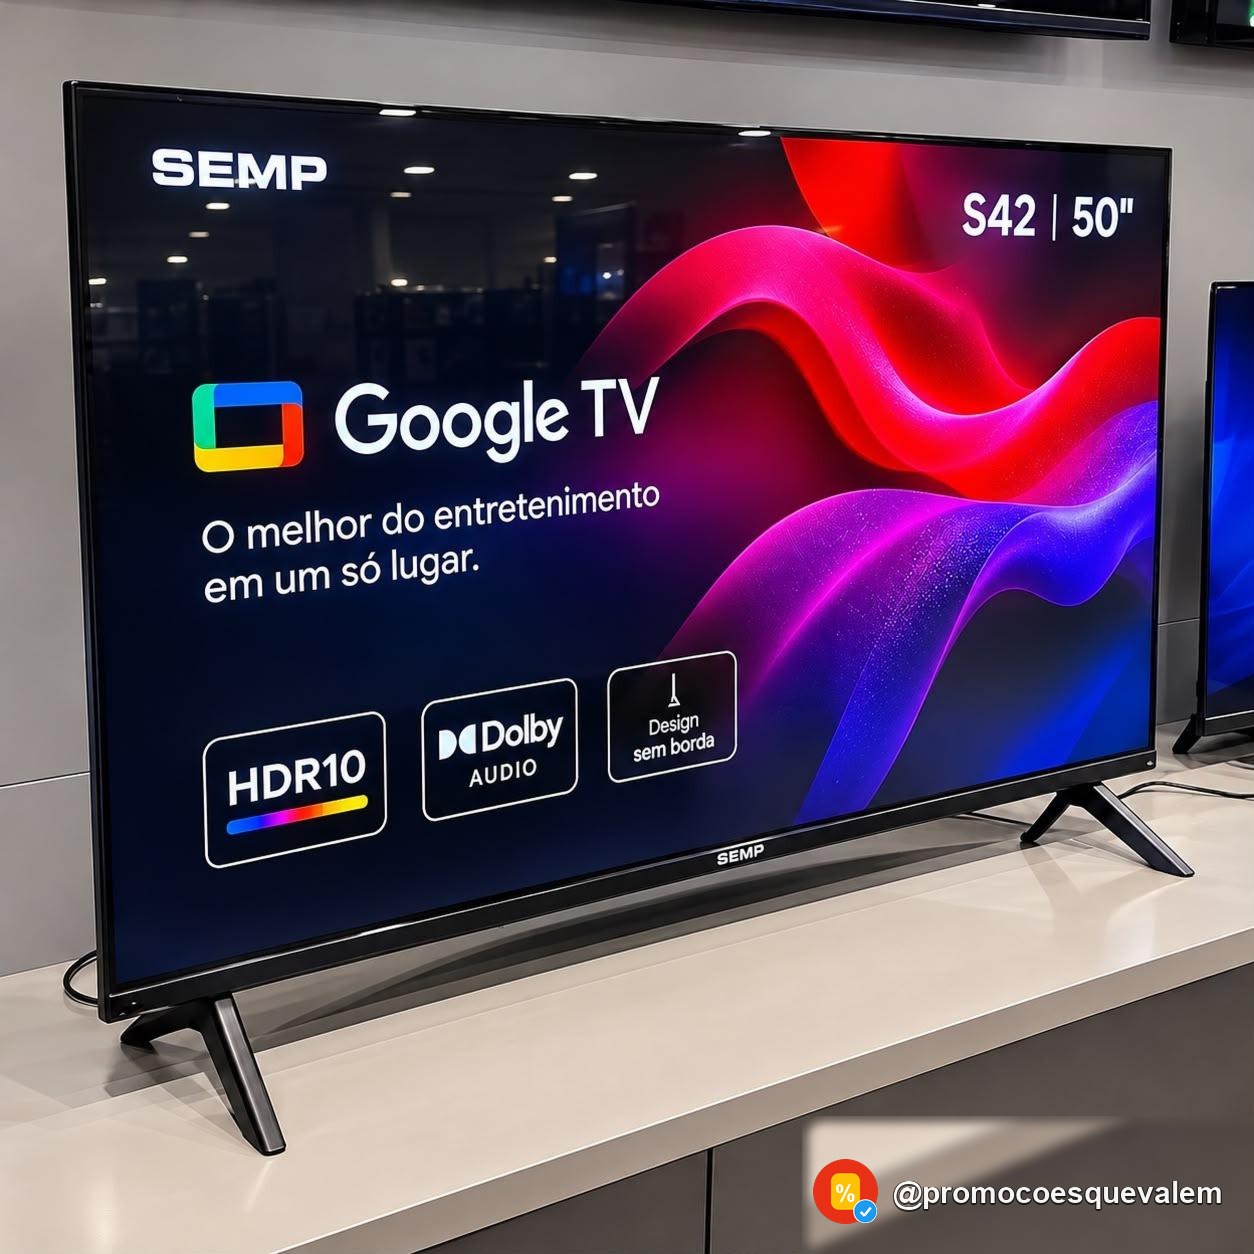 SEMP
S42 | 50"
Google TV
O melhor do entretenimento
em um só lugar.
HDR10
Dolby
AUDIO
Design
sem borda
SEMP
%
@promocoesquevalem